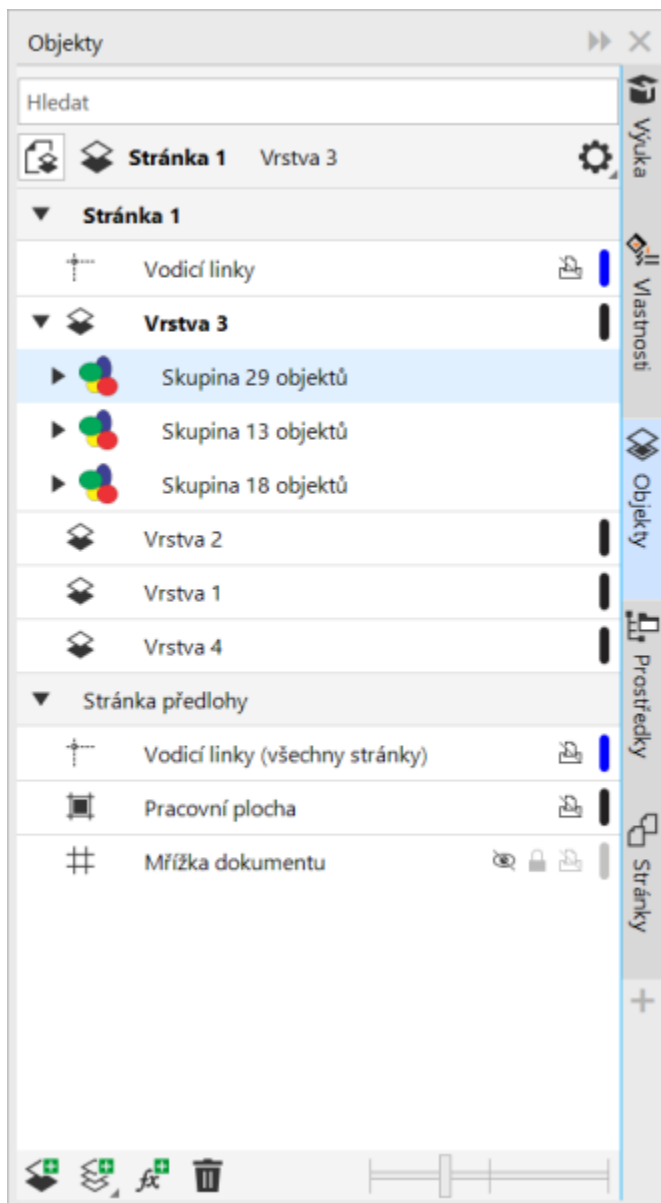 Objekty
Hledat
Stránka 1 Vrstva 3
Stránka 1
Vodicí linky
Vrstva 3
Skupina 29 objektů
Skupina 13 objektů
Skupina 18 objektů
Vrstva 2
Vrstva 1
Vrstva 4
Stránka předlohy
Vodicí linky (všechny stránky)
Pracovní plocha
Mřížka dokumentu
fx
Výuka
Vlastnosti
Objekty
Prostředky
Stránky